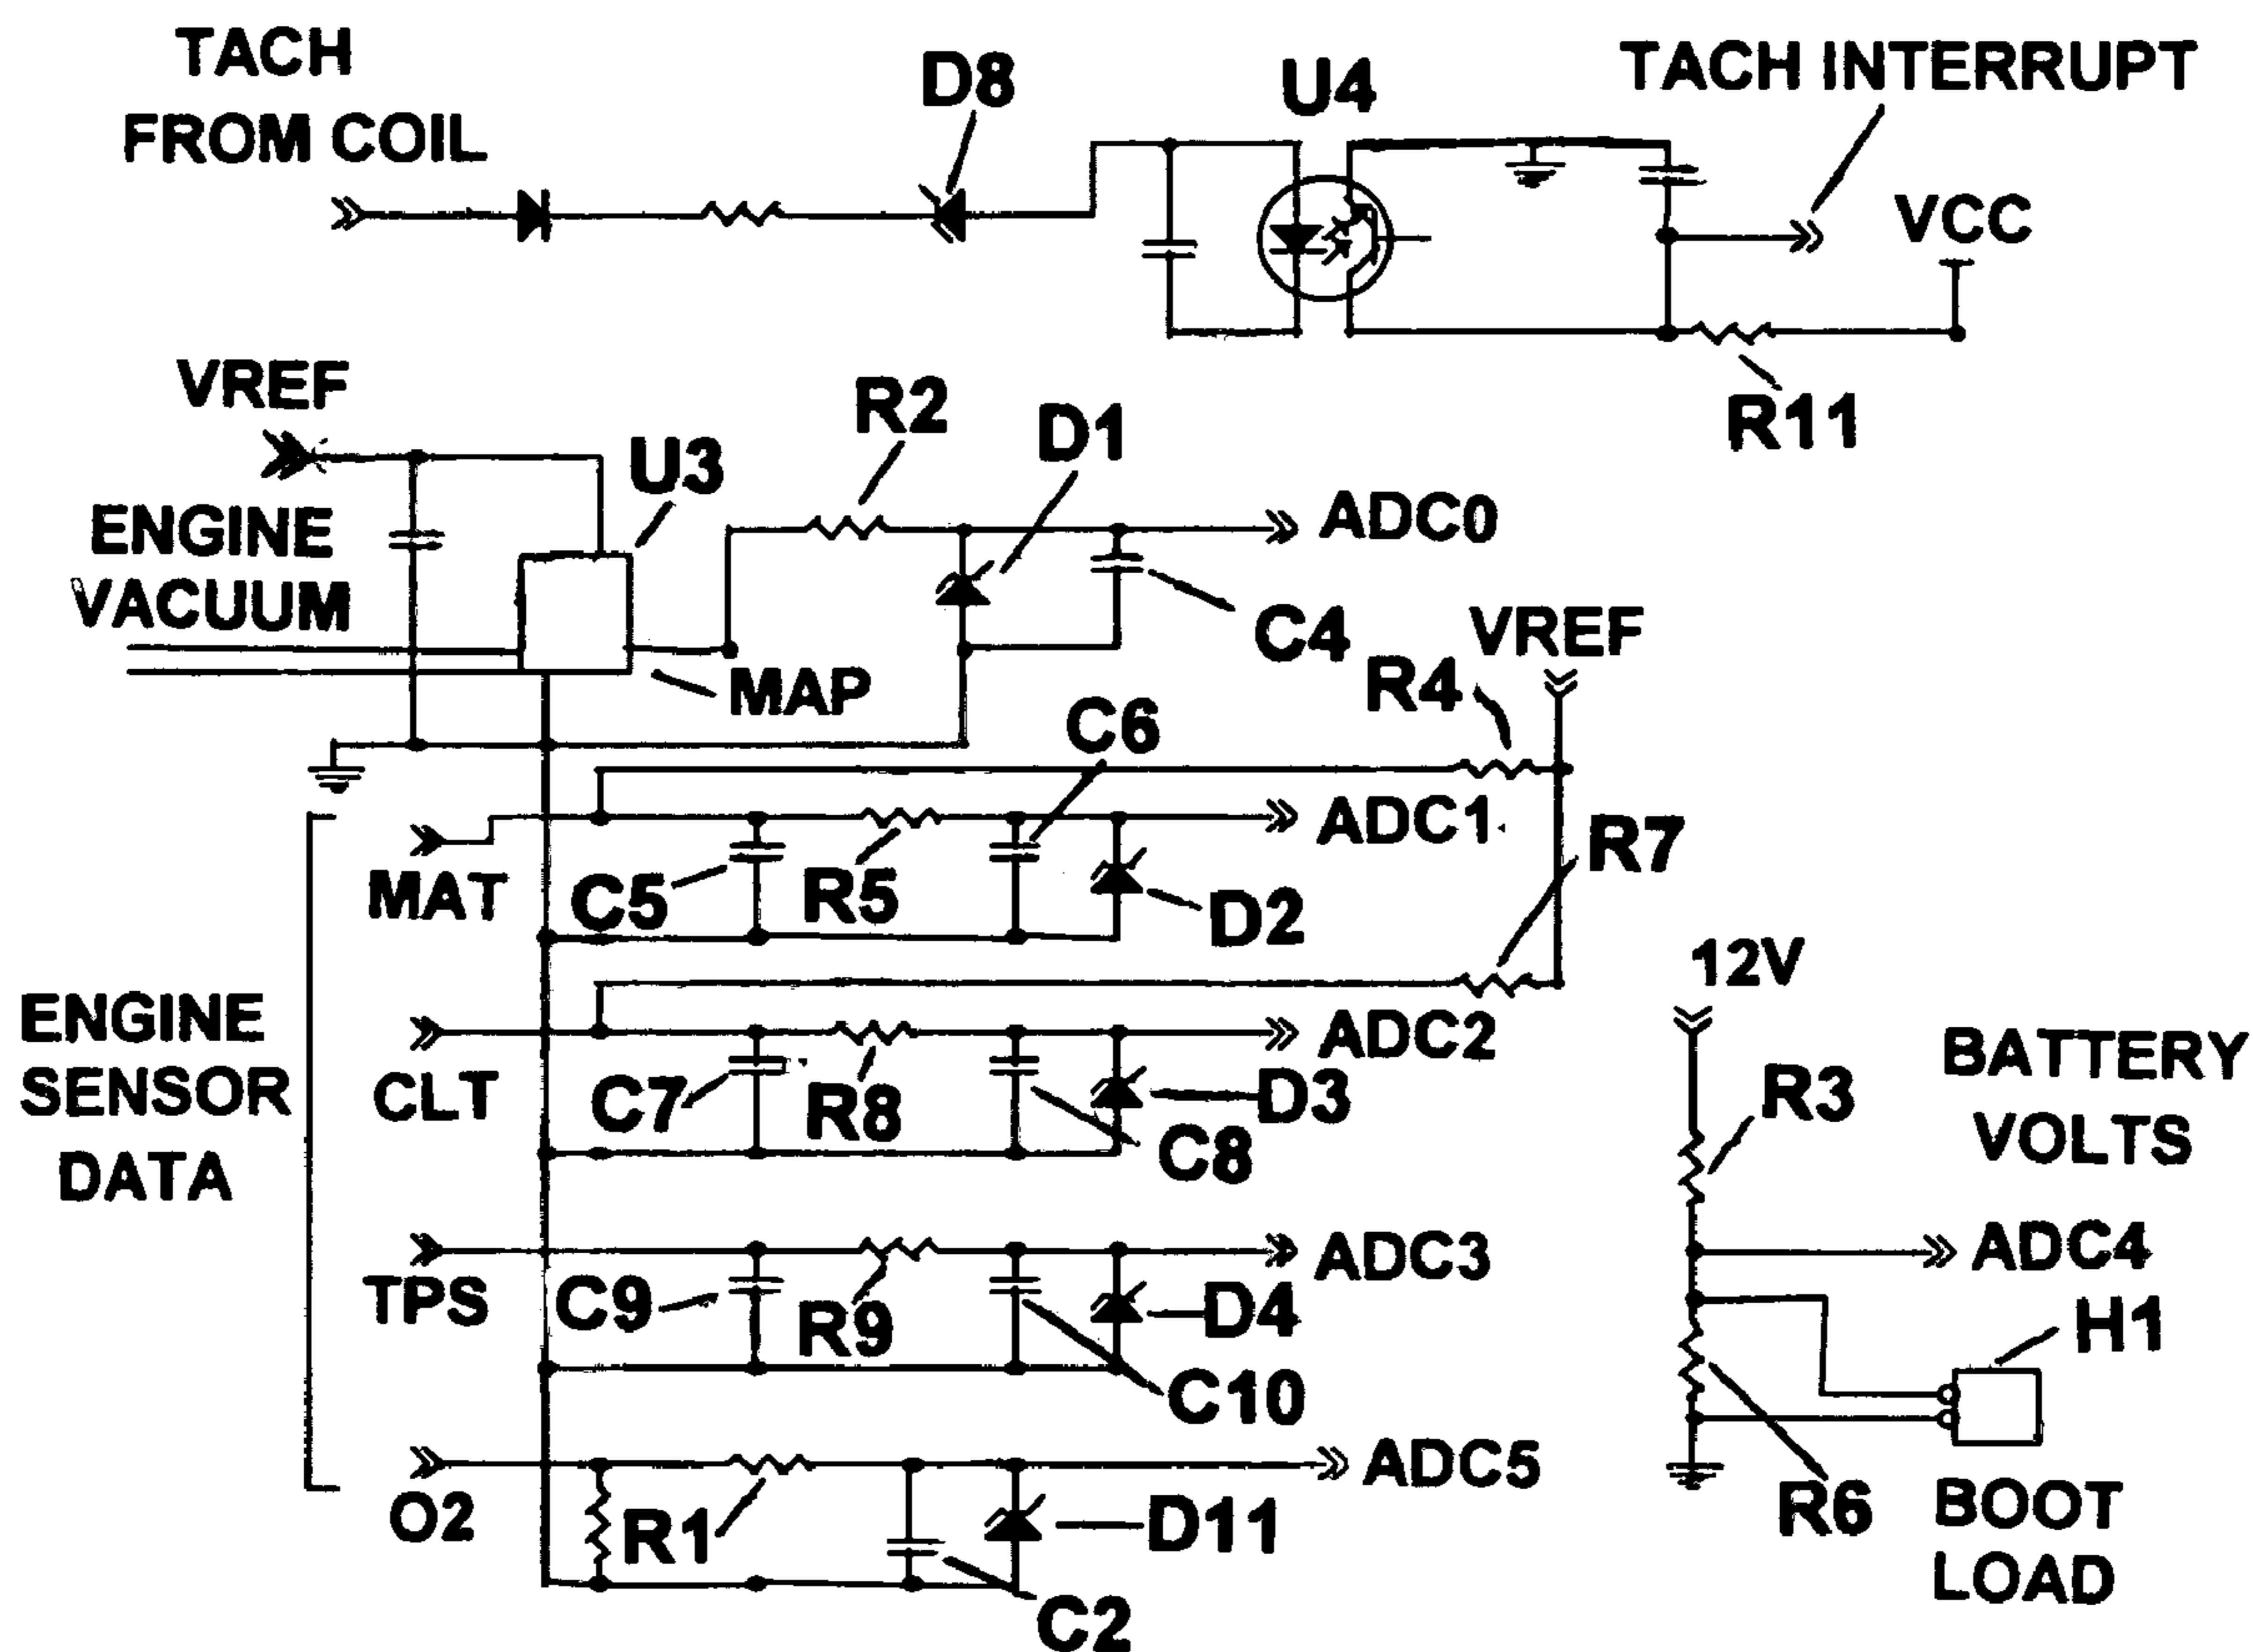 TACH
FROM COIL
D8
U4
TACH INTERRUPT
VCC
R11
VREF
U3
R2
D1
ADC0
ENGINE
VACUUM
MAP
C4
VREF
R4
C6
MAT
C5
R5
ADC1
D2
R7
ENGINE
SENSOR
DATA
CLT
C7
R8
ADC2
D3
C8
12V
R3
BATTERY
VOLTS
TPS
C9
R9
ADC3
D4
C10
ADC4
H1
O2
R1
ADC5
D11
C2
R6
BOOT
LOAD